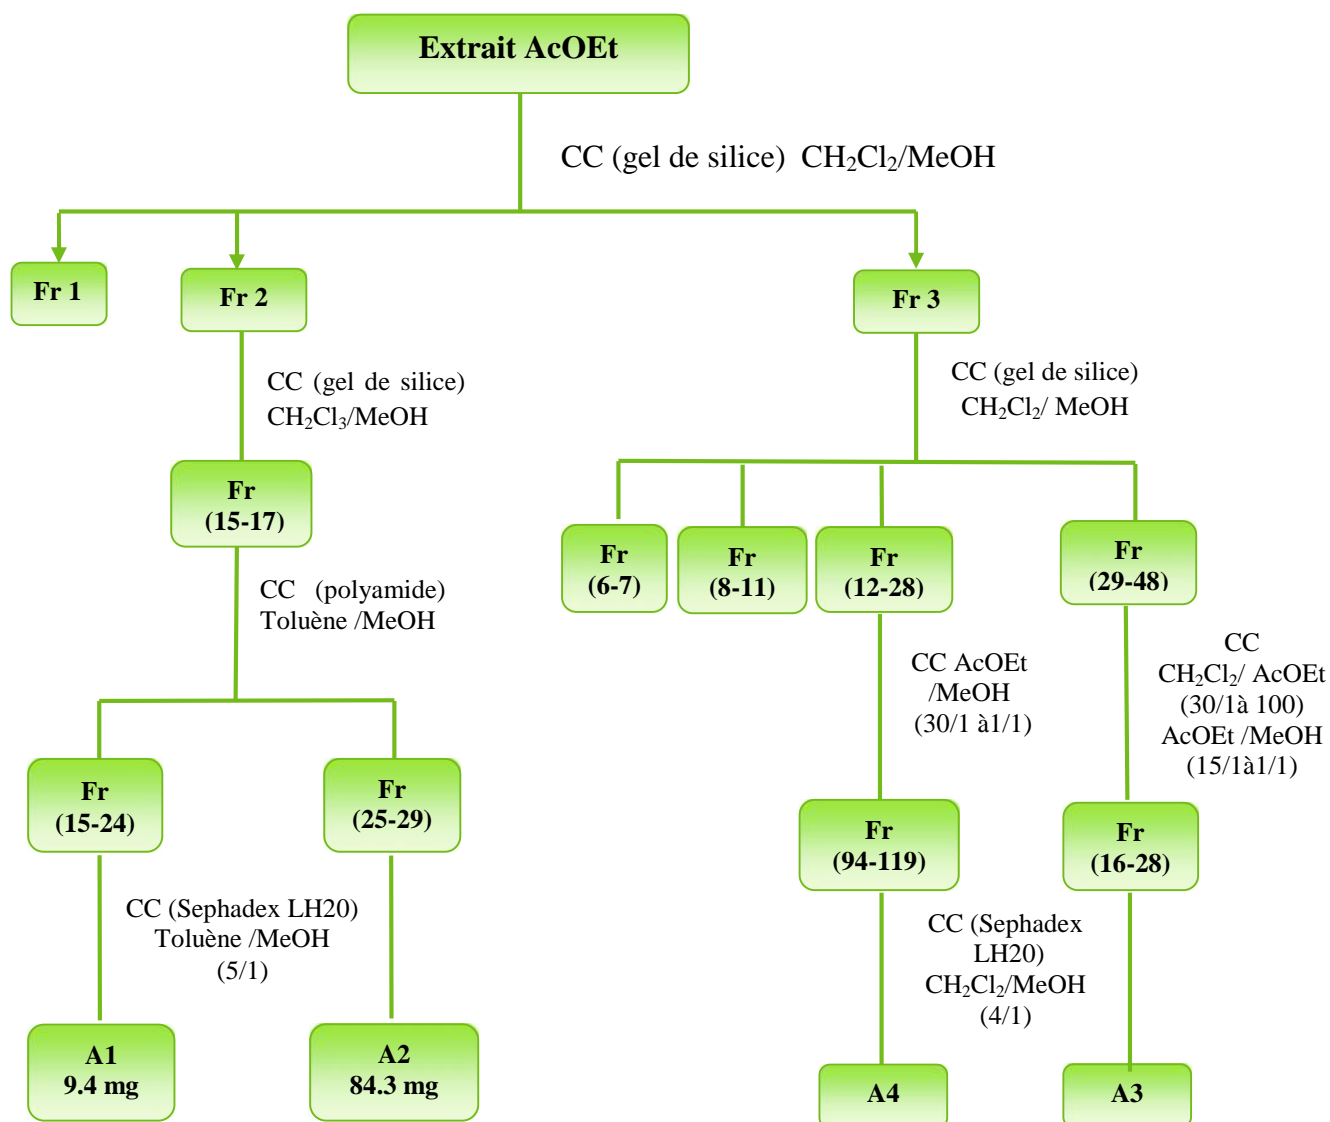 Extrait AcOEt
CC (gel de silice) CH₂Cl₂/MeOH
Fr 1
Fr 2
Fr 3
CC (gel de silice)
CH₂Cl₃/MeOH
CC (gel de silice)
CH₂Cl₂/ MeOH
Fr
(15-17)
Fr
(6-7)
Fr
(8-11)
Fr
(12-28)
Fr
(29-48)
CC (polyamide)
Toluène /MeOH
CC AcOEt
/MeOH
(30/1 à1/1)
CC
CH₂Cl₂/ AcOEt
(30/1à 100)
AcOEt /MeOH
(15/1à1/1)
Fr
(15-24)
Fr
(25-29)
Fr
(94-119)
Fr
(16-28)
CC (Sephadex LH20)
Toluène /MeOH
(5/1)
CC (Sephadex
LH20)
CH₂Cl₂/MeOH
(4/1)
A1
9.4 mg
A2
84.3 mg
A4
A3